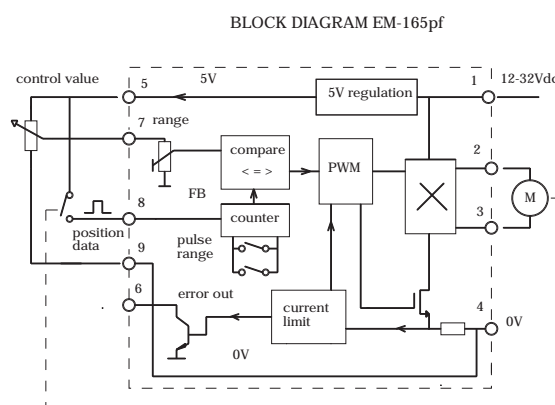 BLOCK DIAGRAM EM-165pf
control value
5
5V
5V regulation
1
12-32Vdc
7
range
compare
< = >
PWM
2
M
FB
8
counter
3
position
data
pulse
range
9
6
error out
current
limit
4
0V
0V